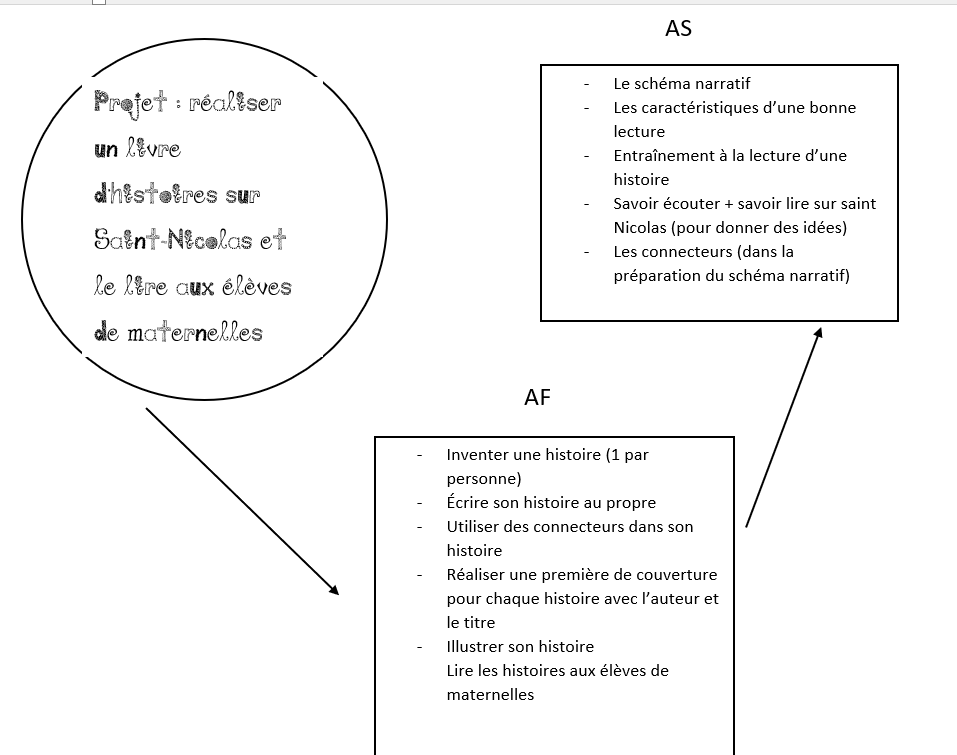 Projet : réaliser
un livre
d'histoires sur
Saint-Nicolas et
le lire aux élèves
de maternelles
AS
- Le schéma narratif
- Les caractéristiques d’une bonne
lecture
- Entraînement à la lecture d’une
histoire
- Savoir écouter + savoir lire sur saint
Nicolas (pour donner des idées)
- Les connecteurs (dans la
préparation du schéma narratif)
AF
- Inventer une histoire (1 par
personne)
- Écrire son histoire au propre
- Utiliser des connecteurs dans son
histoire
- Réaliser une première de couverture
pour chaque histoire avec l’auteur et
le titre
- Illustrer son histoire
Lire les histoires aux élèves de
maternelles